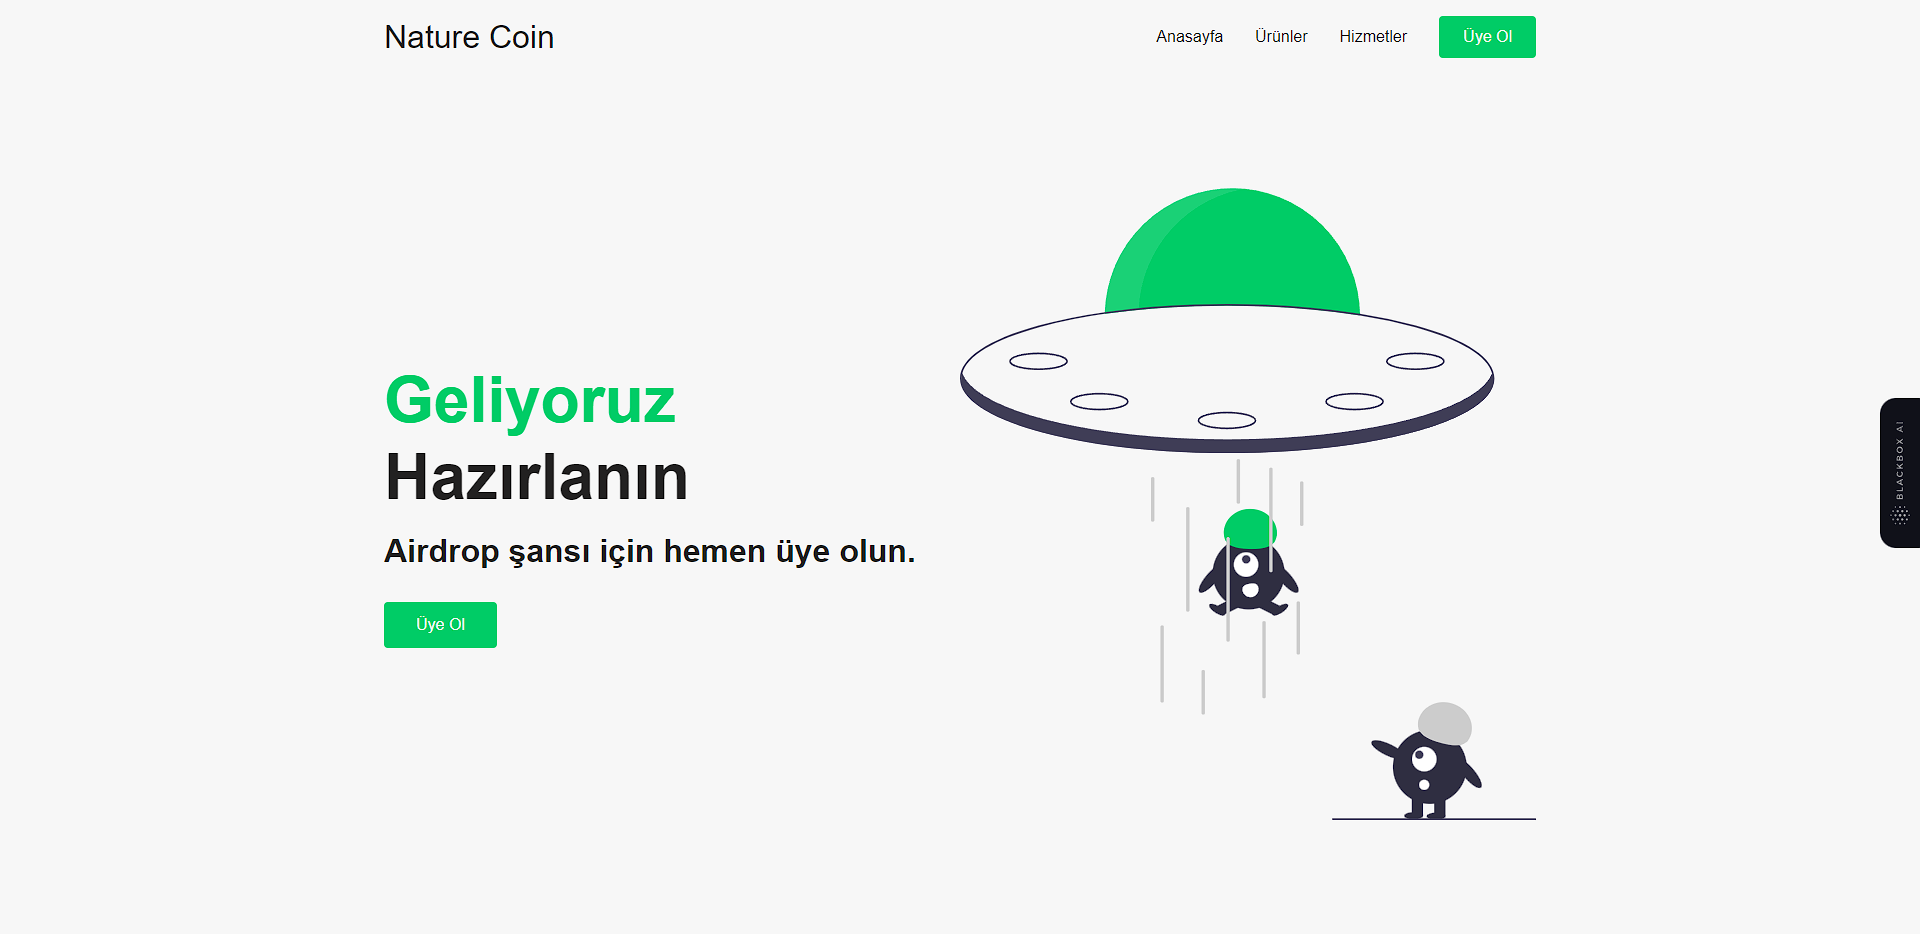 Nature Coin
Anasayfa
Ürünler
Hizmetler
Üye Ol
Geliyoruz
Hazırlanın
Airdrop şansı için hemen üye olun.
Üye Ol
BLACKBOX AI